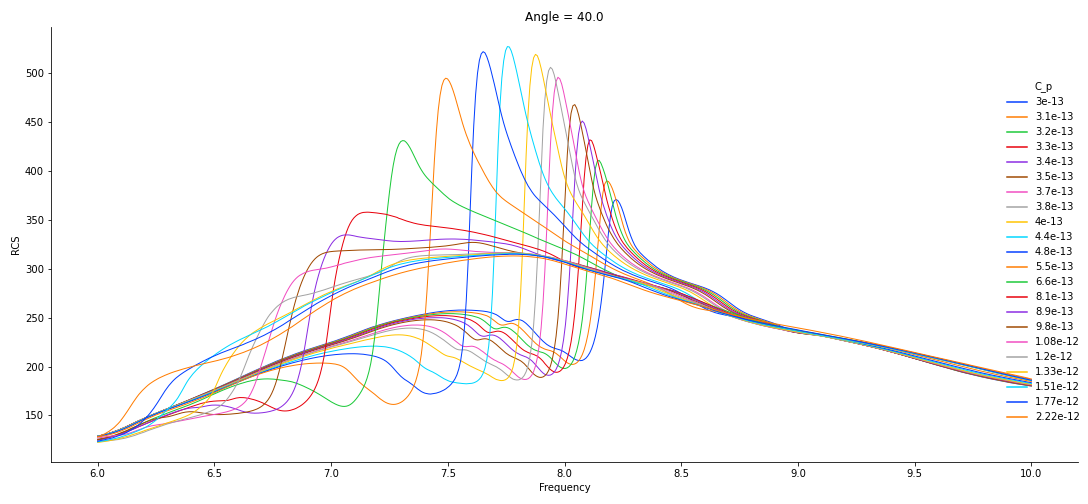 Angle = 40.0
RCS
500
450
400
350
300
250
200
150
6.0
6.5
7.0
7.5
8.0
8.5
9.0
9.5
10.0
Frequency
C_p
3e-13
3.1e-13
3.2e-13
3.3e-13
3.4e-13
3.5e-13
3.7e-13
3.8e-13
4e-13
4.4e-13
4.8e-13
5.5e-13
6.6e-13
8.1e-13
8.9e-13
9.8e-13
1.08e-12
1.2e-12
1.33e-12
1.51e-12
1.77e-12
2.22e-12